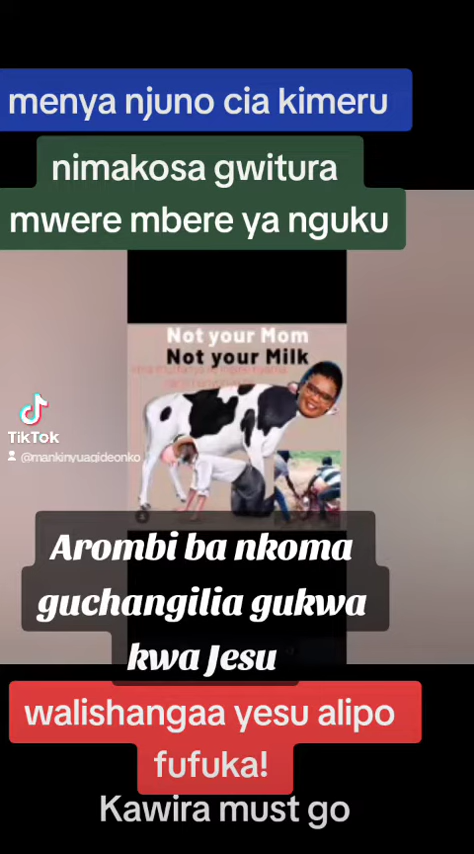 menya njuno cia kimeru
nimakosa gwitura
mwere mbere ya nguku
Not your Mom
Not your Milk
TikTok
@mankinyuagideonko
Arombi ba nkoma
guchangilia gukwa
kwa Jesu
walishangaa yesu alipo
fufuka!
Kawira must go